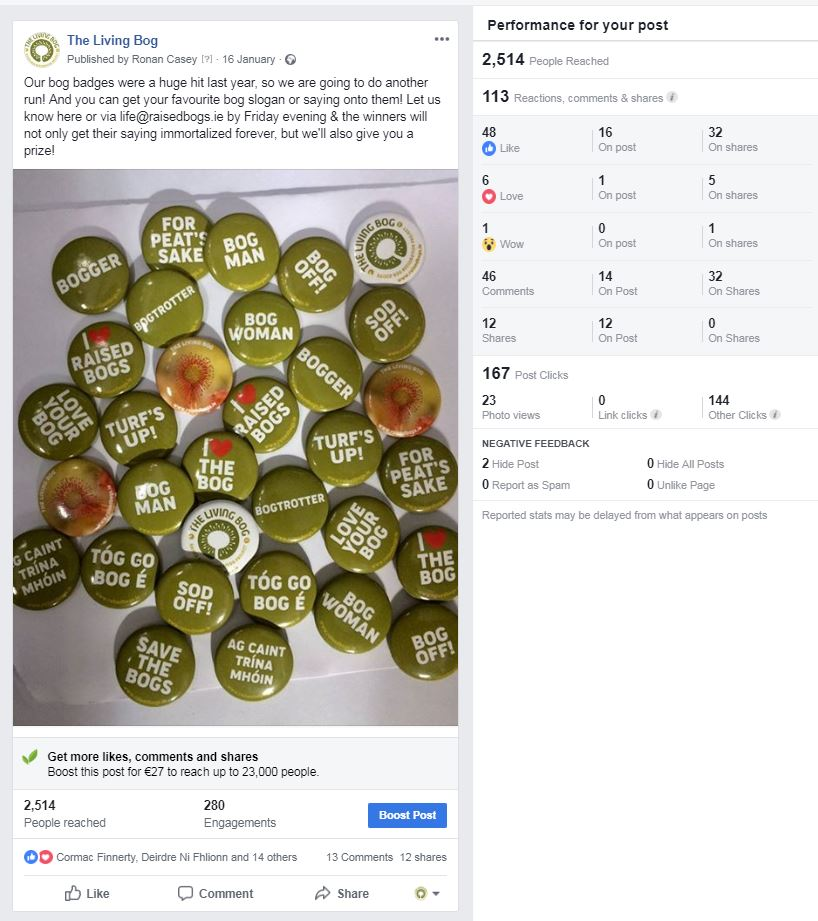 The Living Bog
Published by Ronan Casey [?] · 16 January ·
Our bog badges were a huge hit last year, so we are going to do another
run! And you can get your favourite bog slogan or saying onto them! Let us
know here or via life@raisedbogs.ie by Friday evening & the winners will
not only get their saying immortalized forever, but we'll also give you a
prize!
FOR
PEAT'S
SAKE
BOG
MAN
THE LIVING BOG
BOGGER
BOG
OFF!
BOGTROTTER
BOG
WOMAN
SOD
OFF!
I
RAISED
BOGS
THE LIVING BOG
BOGGER
LOVE
YOUR
BOG
TURF'S
UP!
I
RAISED
BOGS
TURF'S
UP!
I
THE
BOG
FOR
PEAT'S
SAKE
BOG
MAN
BOGTROTTER
THE LIVING BOG
LOVE
YOUR
BOG
G CAINT
TRÍNA
MHÓIN
TÓG GO
BOG É
I
THE
BOG
SOD
OFF!
TÓG GO
BOG É
BOG
WOMAN
BOG
OFF!
SAVE
THE
BOGS
AG CAINT
TRÍNA
MHÓIN
Get more likes, comments and shares
Boost this post for €27 to reach up to 23,000 people.
2,514
People reached
280
Engagements
Boost Post
Cormac Finnerty, Deirdre Ni Fhlionn and 14 others
13 Comments 12 shares
Like
Comment
Share
Performance for your post
2,514 People Reached
113 Reactions, comments & shares
48
Like
16
On post
32
On shares
6
Love
1
On post
5
On shares
1
Wow
0
On post
1
On shares
46
Comments
14
On Post
32
On Shares
12
Shares
12
On Post
0
On Shares
167 Post Clicks
23
Photo views
0
Link clicks
144
Other Clicks
NEGATIVE FEEDBACK
2 Hide Post
0 Hide All Posts
0 Report as Spam
0 Unlike Page
Reported stats may be delayed from what appears on posts